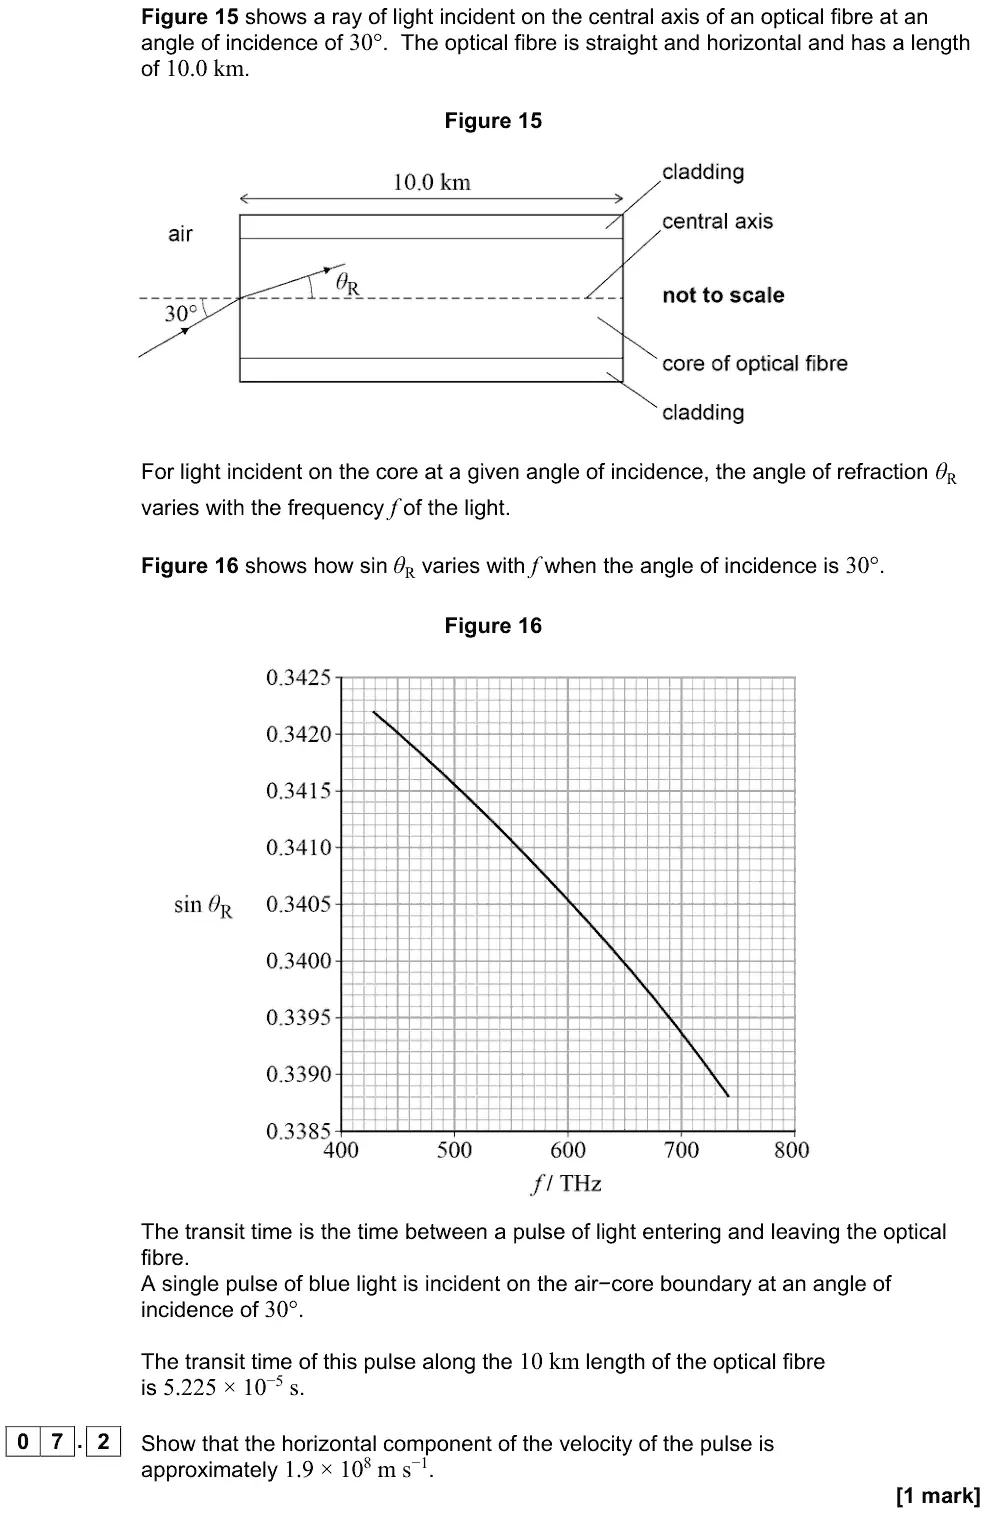 Figure 15 shows a ray of light incident on the central axis of an optical fibre at an
angle of incidence of 30°. The optical fibre is straight and horizontal and has a length
of 10.0 km.
Figure 15
cladding
10.0 km
central axis
air
θR
not to scale
30°
core of optical fibre
cladding
For light incident on the core at a given angle of incidence, the angle of refraction θR
varies with the frequency f of the light.
Figure 16 shows how sin θR varies with f when the angle of incidence is 30°.
Figure 16
0.3425
0.3420
0.3415
0.3410
sin θR 0.3405
0.3400
0.3395
0.3390
0.3385
400 500 600 700 800
f / THz
The transit time is the time between a pulse of light entering and leaving the optical
fibre.
A single pulse of blue light is incident on the air−core boundary at an angle of
incidence of 30°.
The transit time of this pulse along the 10 km length of the optical fibre
is 5.225 × 10⁻⁵ s.
0 7 . 2 Show that the horizontal component of the velocity of the pulse is
approximately 1.9 × 10⁸ m s⁻¹.
[1 mark]